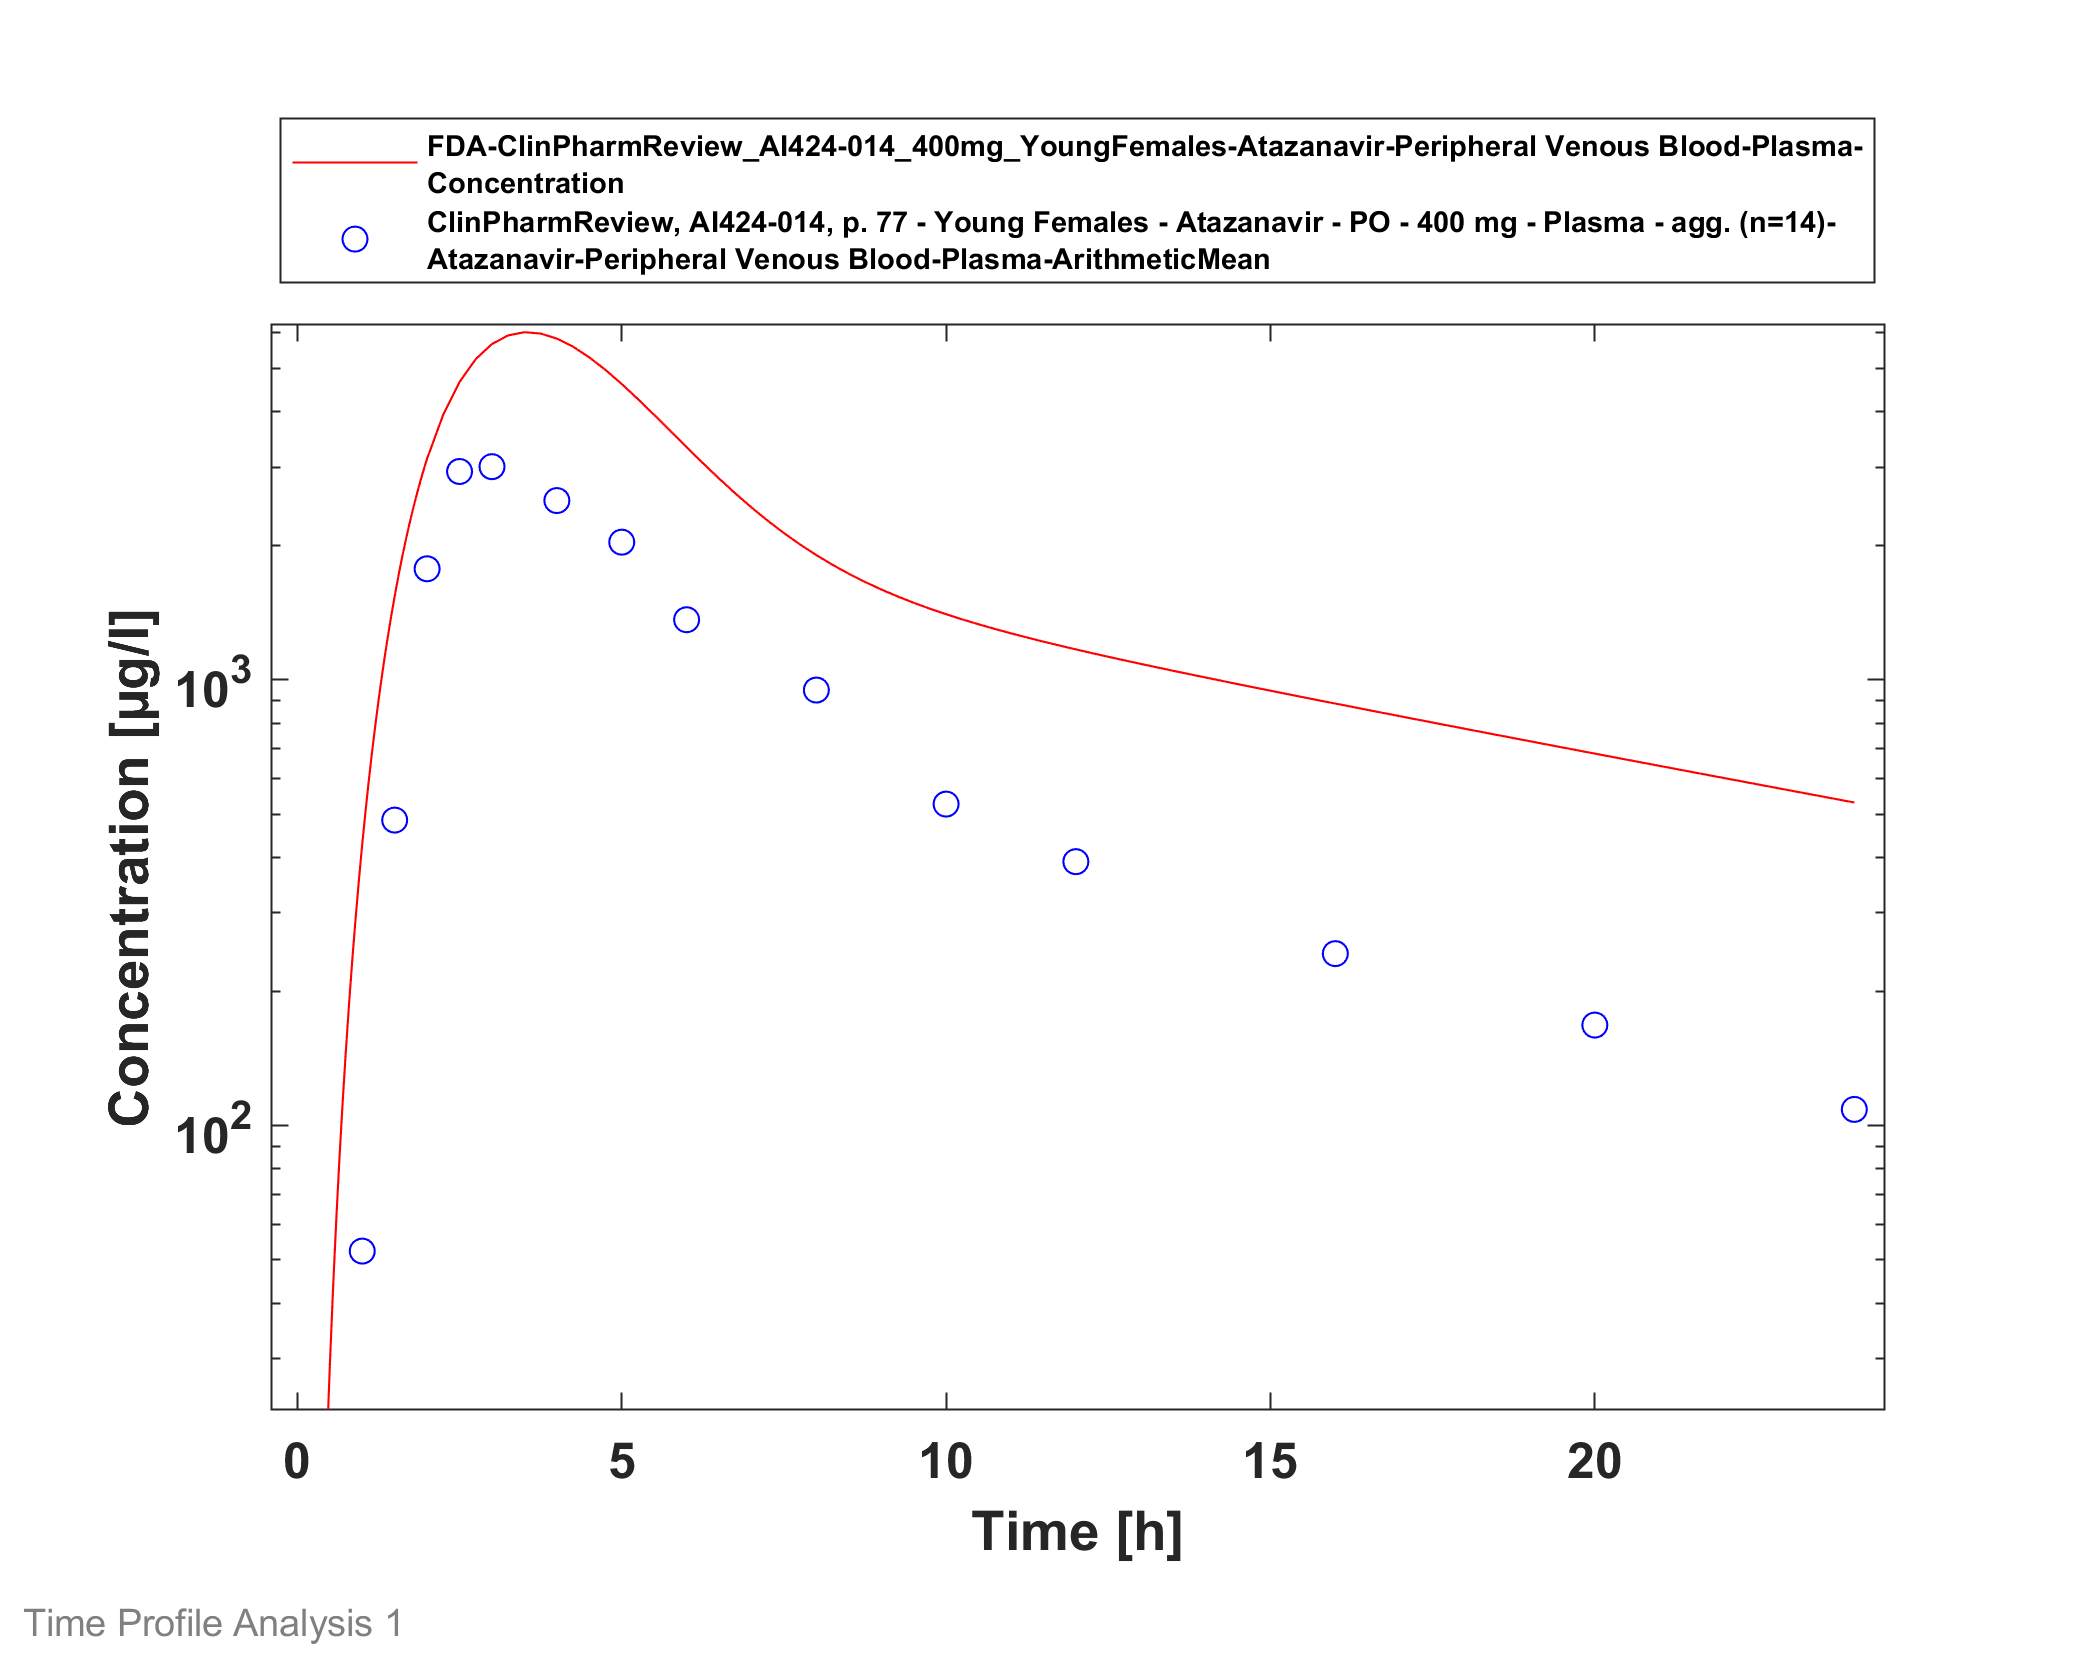 FDA-ClinPharmReview_AI424-014_400mg_YoungFemales-Atazanavir-Peripheral Venous Blood-Plasma-
Concentration
ClinPharmReview, AI424-014, p. 77 - Young Females - Atazanavir - PO - 400 mg - Plasma - agg. (n=14)-
Atazanavir-Peripheral Venous Blood-Plasma-ArithmeticMean
Concentration [µg/l]
10³
10²
0 5 10 15 20
Time [h]
Time Profile Analysis 1